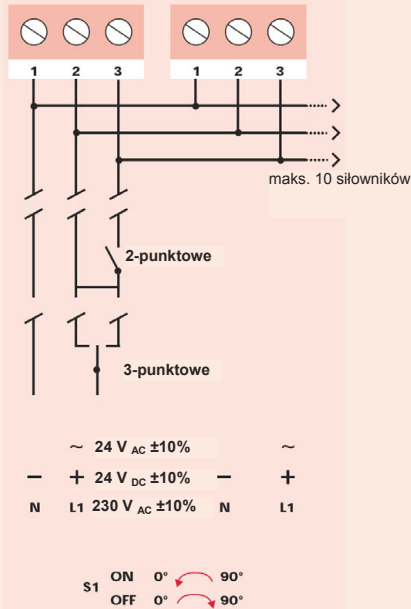 1 2 3 1 2 3
maks. 10 siłowników
2-punktowe
3-punktowe
~ 24 V AC ±10% ~
− + 24 V DC ±10% − +
N L1 230 V AC ±10% N L1
S1 ON 0° 90°
OFF 0° 90°